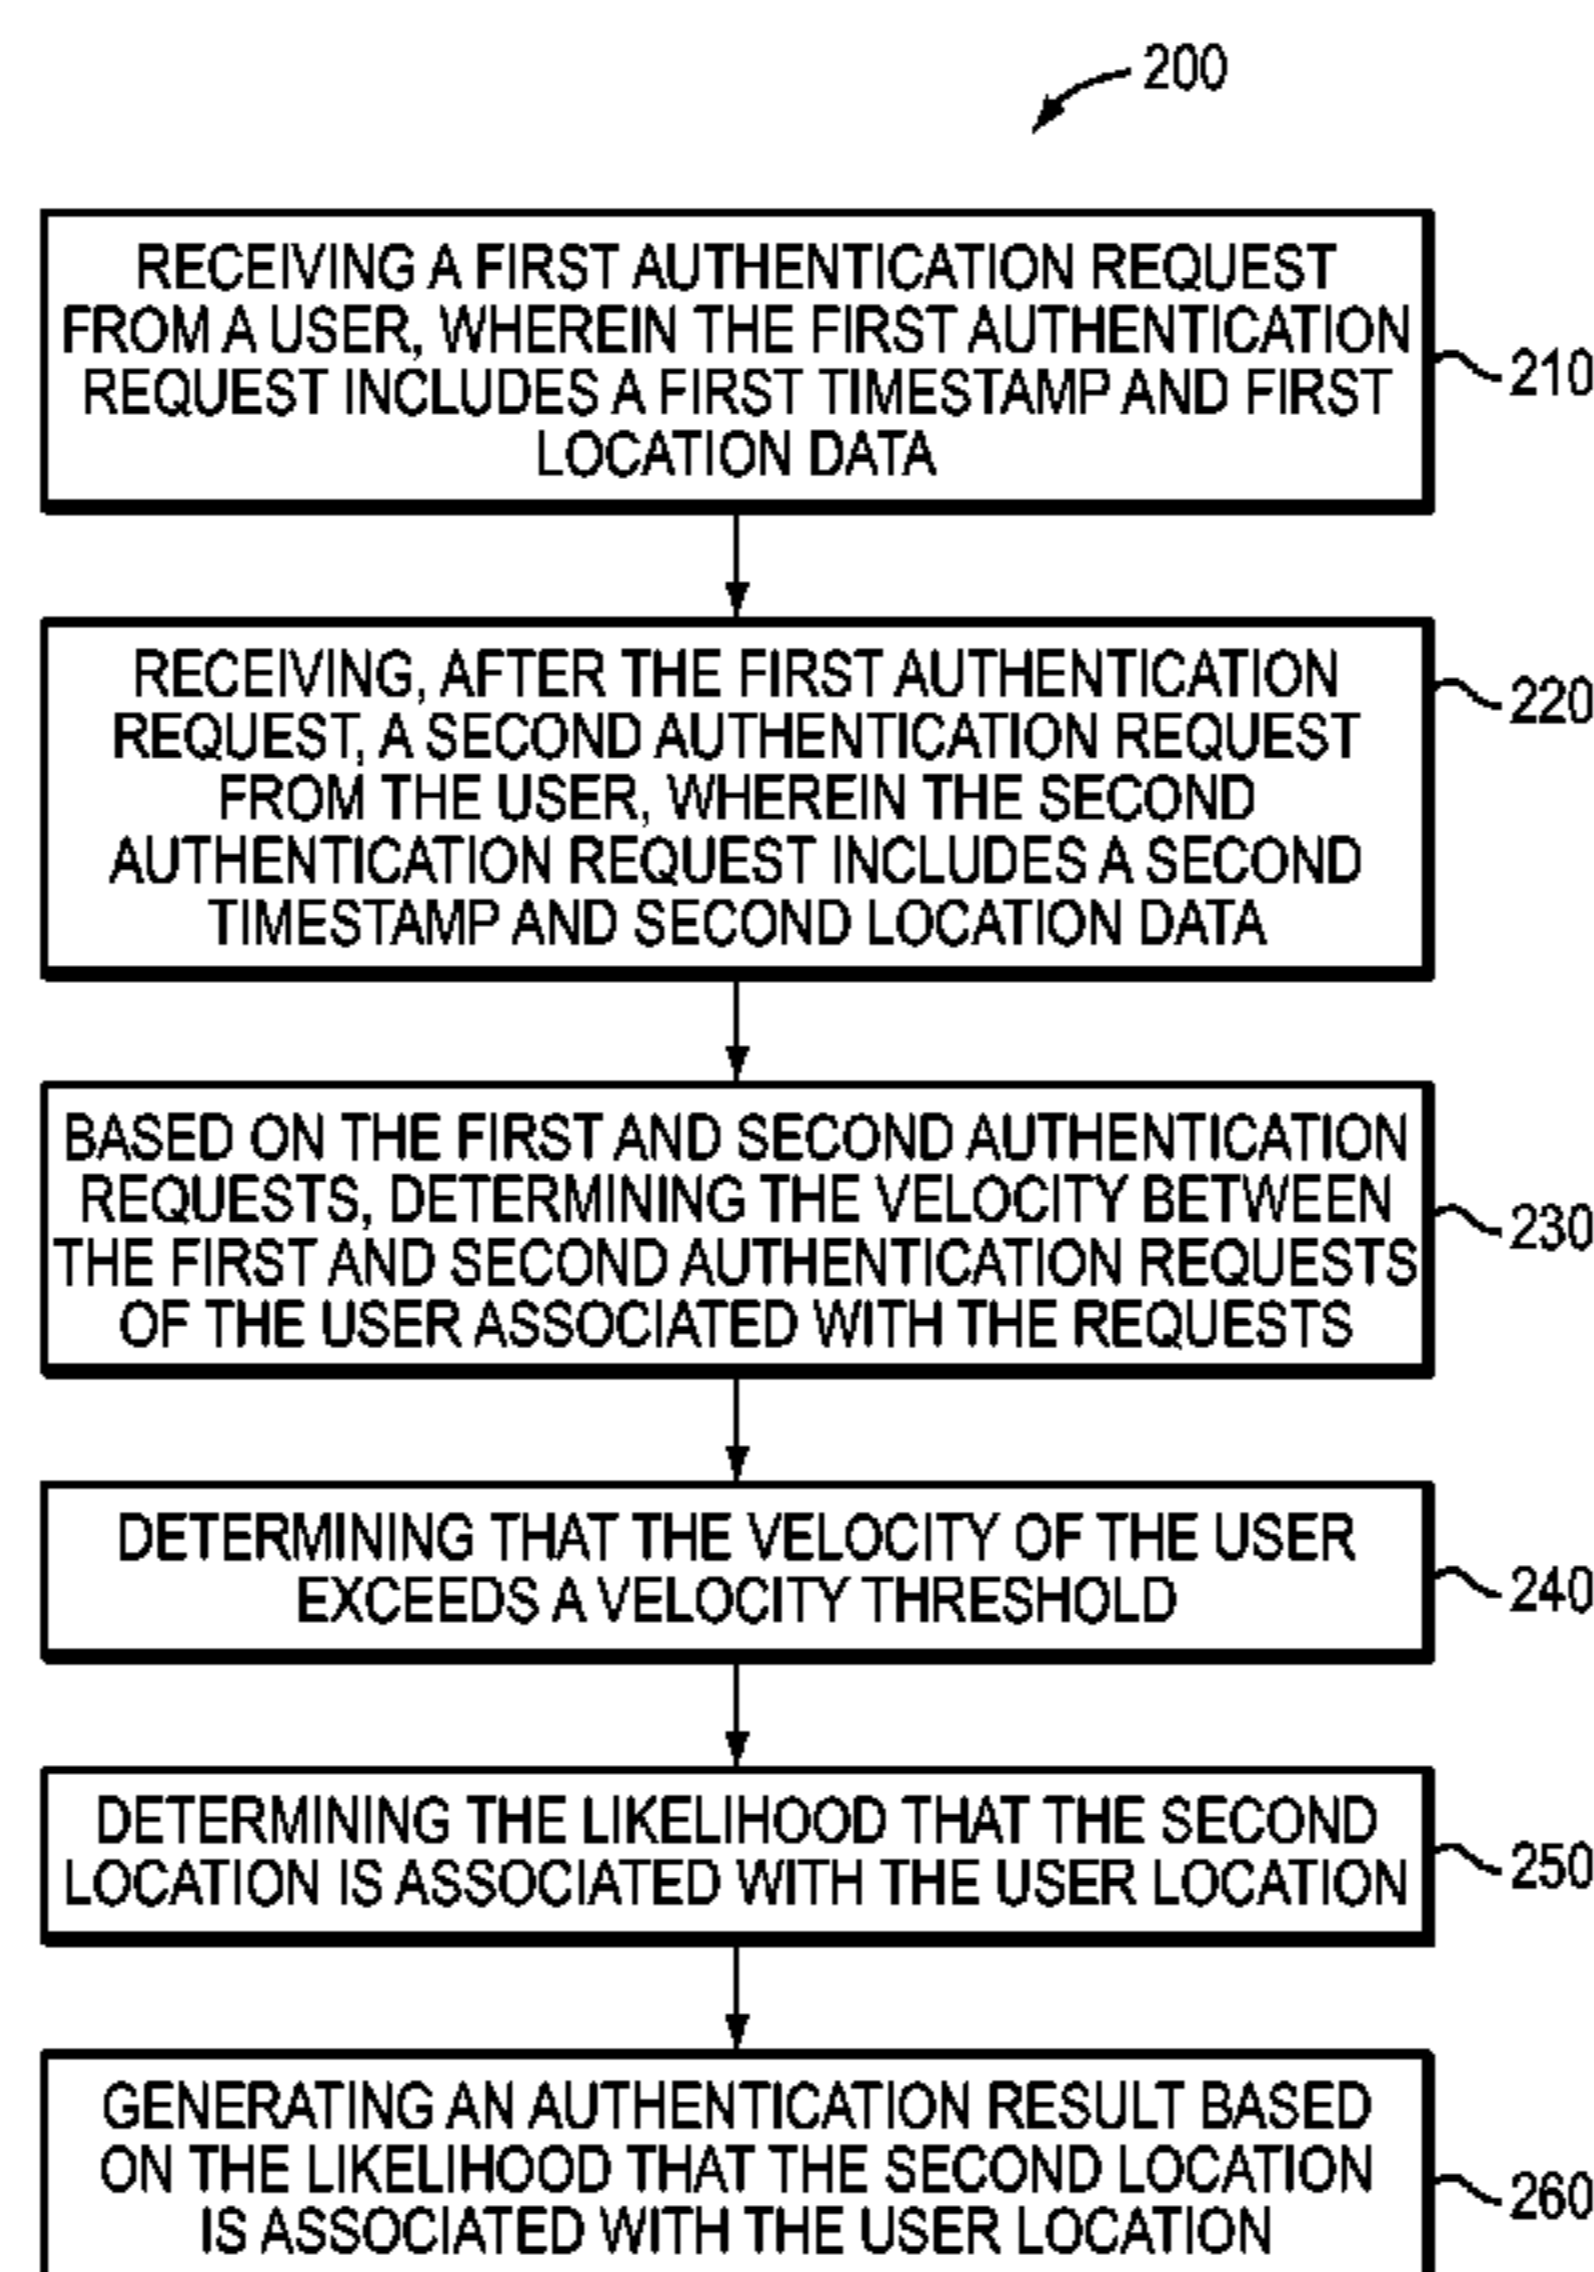 200
RECEIVING A FIRST AUTHENTICATION REQUEST
FROM A USER, WHEREIN THE FIRST AUTHENTICATION
REQUEST INCLUDES A FIRST TIMESTAMP AND FIRST
LOCATION DATA
210
RECEIVING, AFTER THE FIRST AUTHENTICATION
REQUEST, A SECOND AUTHENTICATION REQUEST
FROM THE USER, WHEREIN THE SECOND
AUTHENTICATION REQUEST INCLUDES A SECOND
TIMESTAMP AND SECOND LOCATION DATA
220
BASED ON THE FIRST AND SECOND AUTHENTICATION
REQUESTS, DETERMINING THE VELOCITY BETWEEN
THE FIRST AND SECOND AUTHENTICATION REQUESTS
OF THE USER ASSOCIATED WITH THE REQUESTS
230
DETERMINING THAT THE VELOCITY OF THE USER
EXCEEDS A VELOCITY THRESHOLD
240
DETERMINING THE LIKELIHOOD THAT THE SECOND
LOCATION IS ASSOCIATED WITH THE USER LOCATION
250
GENERATING AN AUTHENTICATION RESULT BASED
ON THE LIKELIHOOD THAT THE SECOND LOCATION
IS ASSOCIATED WITH THE USER LOCATION
260